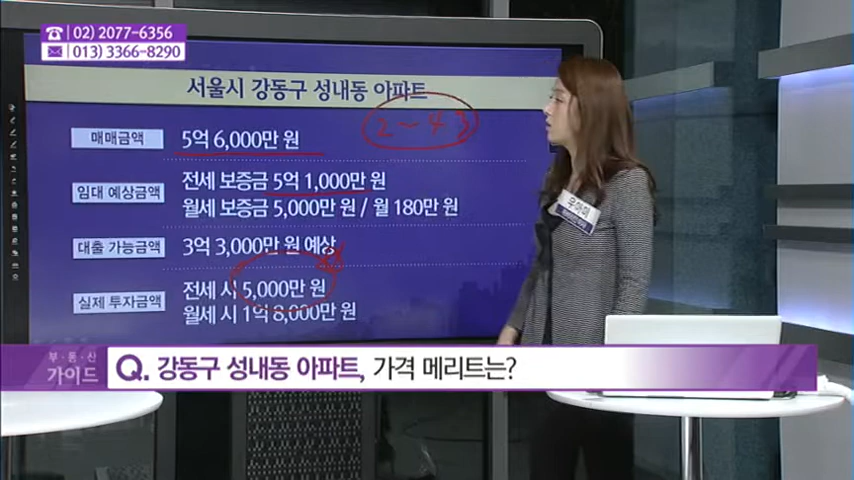 02) 2077-6356
013) 3366-8290
서울시 강동구 성내동 아파트
2-4
매매금액 5억 6,000만 원
임대 예상금액 전세 보증금 5억 1,000만 원
월세 보증금 5,000만 원 / 월 180만 원
대출 가능금액 3억 3,000만 원 예상
실제 투자금액 전세 시 5,000만 원
월세 시 1억 8,000만 원
부·동·산
가이드
Q. 강동구 성내동 아파트, 가격 메리트는?